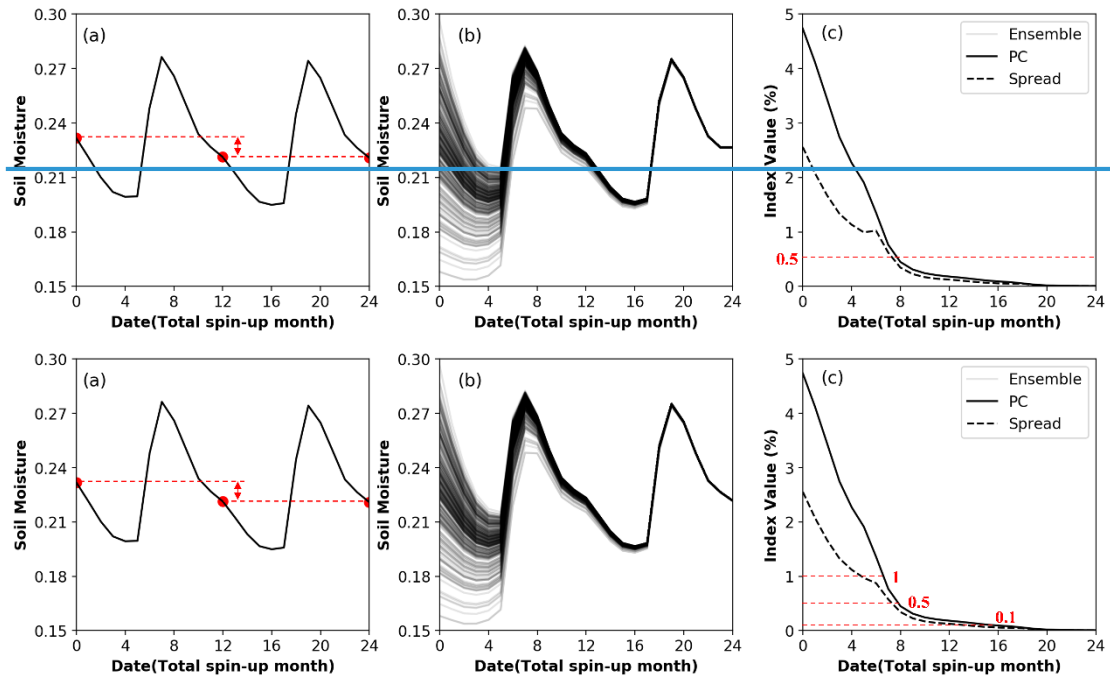 (a)
0.30
0.27
0.24
0.21
0.18
0.15
Soil Moisture
0 4 8 12 16 20 24
Date(Total spin-up month)
(b)
0.30
0.27
0.24
0.21
0.18
0.15
Soil Moisture
0 4 8 12 16 20 24
Date(Total spin-up month)
(c)
Ensemble
PC
Spread
5
4
3
2
1
0
0.5
Index Value (%)
0 4 8 12 16 20 24
Date(Total spin-up month)
(a)
0.30
0.27
0.24
0.21
0.18
0.15
Soil Moisture
0 4 8 12 16 20 24
Date(Total spin-up month)
(b)
0.30
0.27
0.24
0.21
0.18
0.15
Soil Moisture
0 4 8 12 16 20 24
Date(Total spin-up month)
(c)
Ensemble
PC
Spread
5
4
3
2
1
0
Index Value (%)
1
0.5
0.1
0 4 8 12 16 20 24
Date(Total spin-up month)